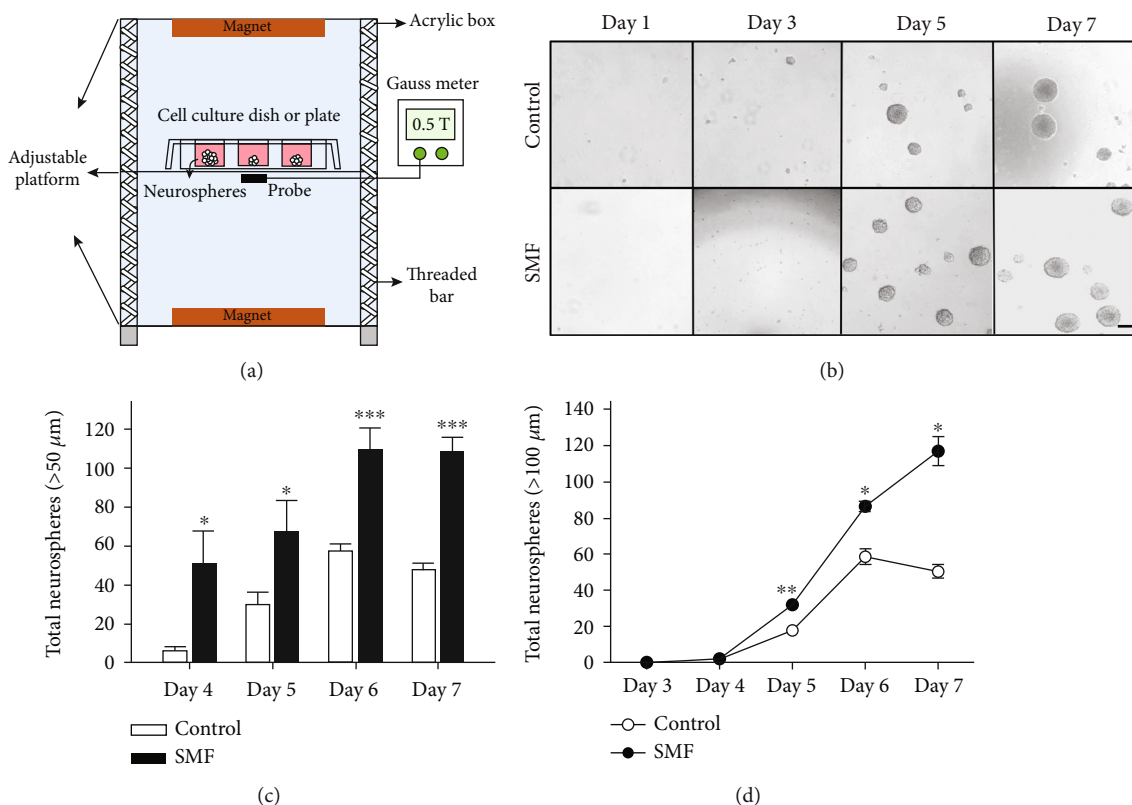 Magnet
Acrylic box
Gauss meter
0.5 T
Cell culture dish or plate
Adjustable
platform
Neurospheres
Probe
Threaded
bar
Magnet
(a)
Day 1
Day 3
Day 5
Day 7
Control
SMF
(b)
Total neurospheres (>50 μm)
120
100
80
60
40
20
0
*
*
***
***
Day 4
Day 5
Day 6
Day 7
Control
SMF
(c)
Total neurospheres (>100 μm)
140
120
100
80
60
40
20
0
**
*
*
Day 3
Day 4
Day 5
Day 6
Day 7
Control
SMF
(d)